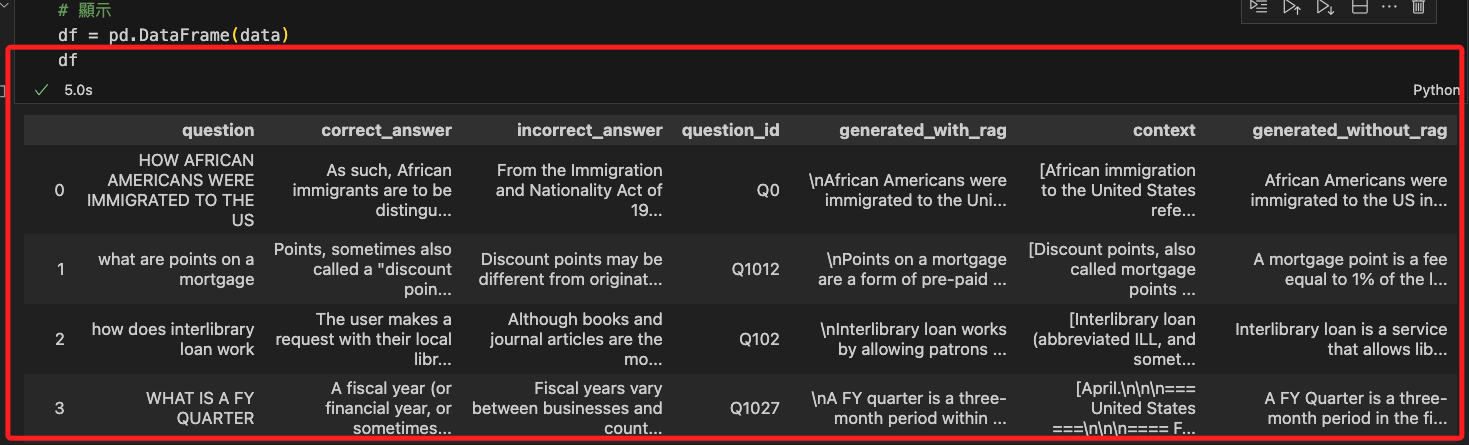 # 顯示
df = pd.DataFrame(data)
df
5.0s
Python
question correct_answer incorrect_answer question_id generated_with_rag context generated_without_rag
0 HOW AFRICAN AMERICANS WERE IMMIGRATED TO THE US As such, African immigrants are to be distingu... From the Immigration and Nationality Act of 19... Q0 \nAfrican Americans were immigrated to the Uni... [African immigration to the United States refe... African Americans were immigrated to the US in...
1 what are points on a mortgage Points, sometimes also called a "discount poin... Discount points may be different from originat... Q1012 \nPoints on a mortgage are a form of pre-paid ... [Discount points, also called mortgage points ... A mortgage point is a fee equal to 1% of the l...
2 how does interlibrary loan work The user makes a request with their local libr... Although books and journal articles are the mo... Q102 \nInterlibrary loan works by allowing patrons ... [Interlibrary loan (abbreviated ILL, and somet... Interlibrary loan is a service that allows lib...
3 WHAT IS A FY QUARTER A fiscal year (or financial year, or sometimes... Fiscal years vary between businesses and count... Q1027 \nA FY quarter is a three-month period within ... [April.\n\n\n=== United States ===\n\n\n==== F... A FY Quarter is a three-month period in the fi...